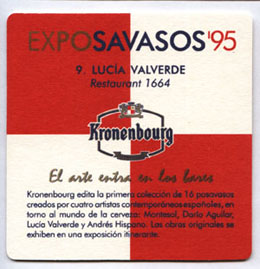 EXPOSAVASOS'95
9. LUCÍA VALVERDE
Restaurant 1664
Kronenbourg
El arte entra en los bares
Kronenbourg edita la primera colección de 16 posavasos
creados por cuatro artistas contemporáneos españoles, en
torno al mundo de la cerveza: Montesol, Darío Aguilar,
Lucía Valverde y Andrés Hispano. Las obras originales se
exhiben en una exposición itinerante.